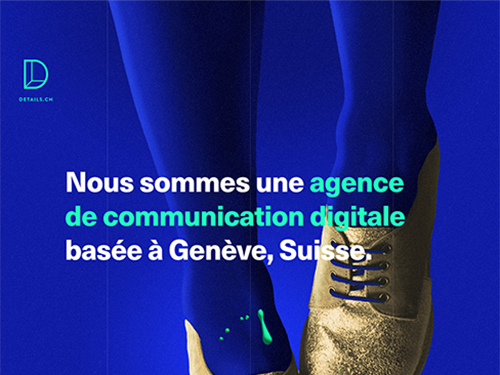 DETAILS.CH
Nous sommes une agence
de communication digitale
basée à Genève, Suisse.